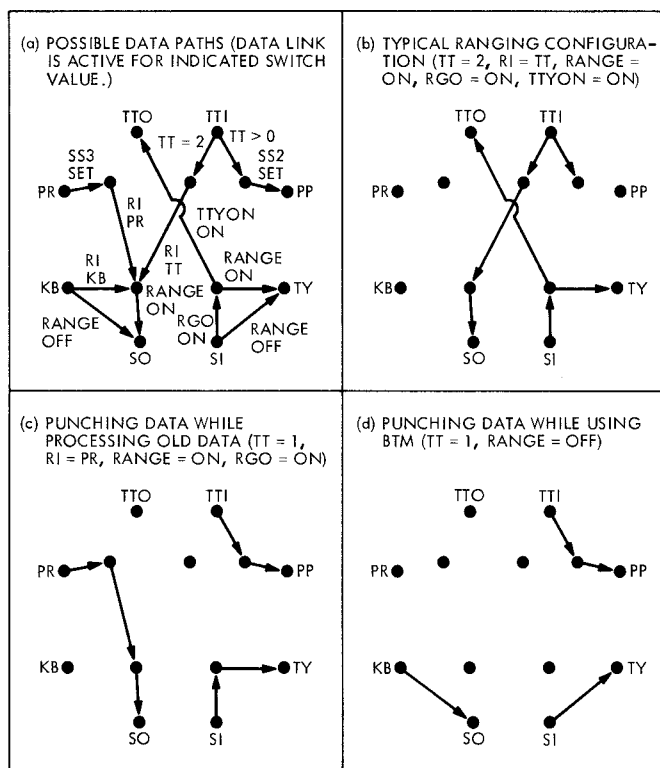 (a) POSSIBLE DATA PATHS (DATA LINK
IS ACTIVE FOR INDICATED SWITCH
VALUE.)
TTO
TTI
TT = 2
TT > 0
SS3
SET
SS2
SET
PR
PP
RI
PR
TTYON
ON
RI
KB
RI
TT
RANGE
ON
KB
TY
RANGE
ON
RANGE
OFF
RGO
ON
RANGE
OFF
SO
SI
(b) TYPICAL RANGING CONFIGURA-
TION (TT = 2, RI = TT, RANGE =
ON, RGO = ON, TTYON = ON)
TTO
TTI
PR
PP
KB
TY
SO
SI
(c) PUNCHING DATA WHILE
PROCESSING OLD DATA (TT = 1,
RI = PR, RANGE = ON, RGO = ON)
TTO
TTI
PR
PP
KB
TY
SO
SI
(d) PUNCHING DATA WHILE USING
BTM (TT = 1, RANGE = OFF)
TTO
TTI
PR
PP
KB
TY
SO
SI